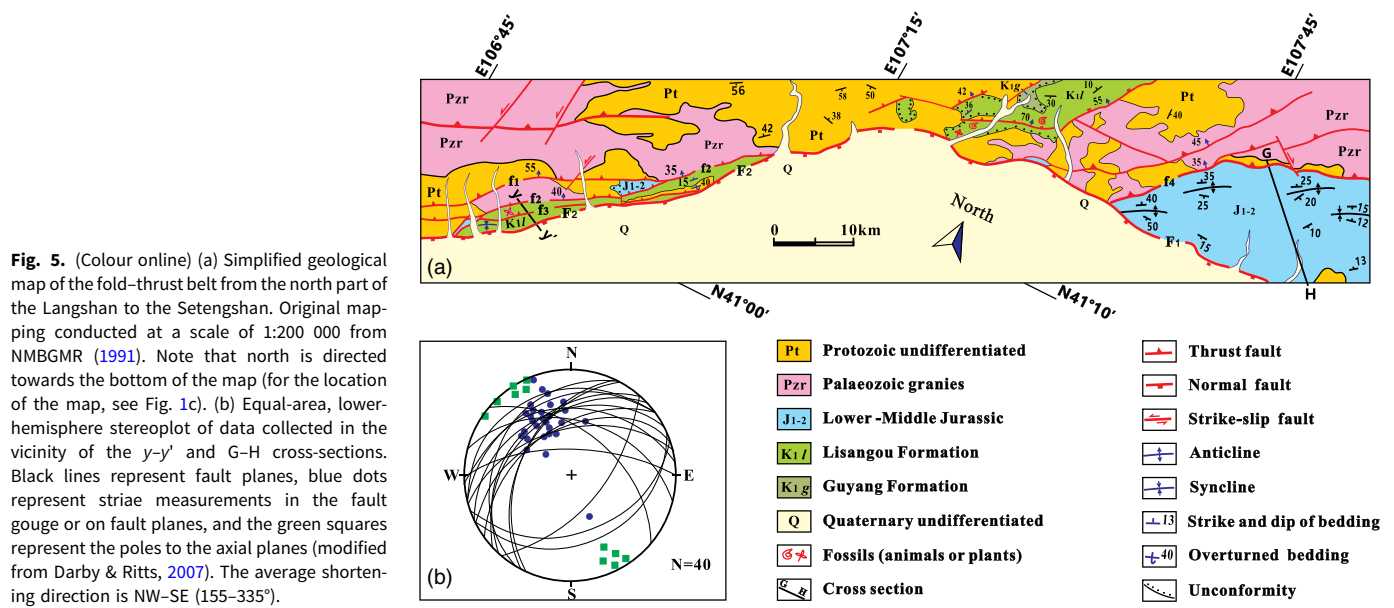 Fig. 5. (Colour online) (a) Simplified geological
map of the fold–thrust belt from the north part of
the Langshan to the Setengshan. Original map-
ping conducted at a scale of 1:200 000 from
NMBGMR (1991). Note that north is directed
towards the bottom of the map (for the location
of the map, see Fig. 1c). (b) Equal-area, lower-
hemisphere stereoplot of data collected in the
vicinity of the y–y' and G–H cross-sections.
Black lines represent fault planes, blue dots
represent striae measurements in the fault
gouge or on fault planes, and the green squares
represent the poles to the axial planes (modified
from Darby & Ritts, 2007). The average shorten-
ing direction is NW–SE (155–335°).
E106°45′ E107°15′ E107°45′
Pzr Pt 56 58 50 42 K1g 10 K1l 55 Pt Pzr
36 30 40
Pzr 42 38 Pt 70 45 Pzr
Pt 55 Pzr 35 f2 F2 Q 35 G
f1 y 40 J1-2 15 40 f4 35 25
f2 40 25 J1-2 20 15
f3 F2 Q 12
K1l y' Q 50 F1 15 10 13
North
0 10km
(a)
H
N41°00′ N41°10′
N
W E
S
N=40
(b)
Pt Protozoic undifferentiated
Pzr Palaeozoic granies
J1-2 Lower -Middle Jurassic
K1 l Lisangou Formation
K1 g Guyang Formation
Q Quaternary undifferentiated
Fossils (animals or plants)
G H Cross section
Thrust fault
Normal fault
Strike-slip fault
Anticline
Syncline
13 Strike and dip of bedding
40 Overturned bedding
Unconformity